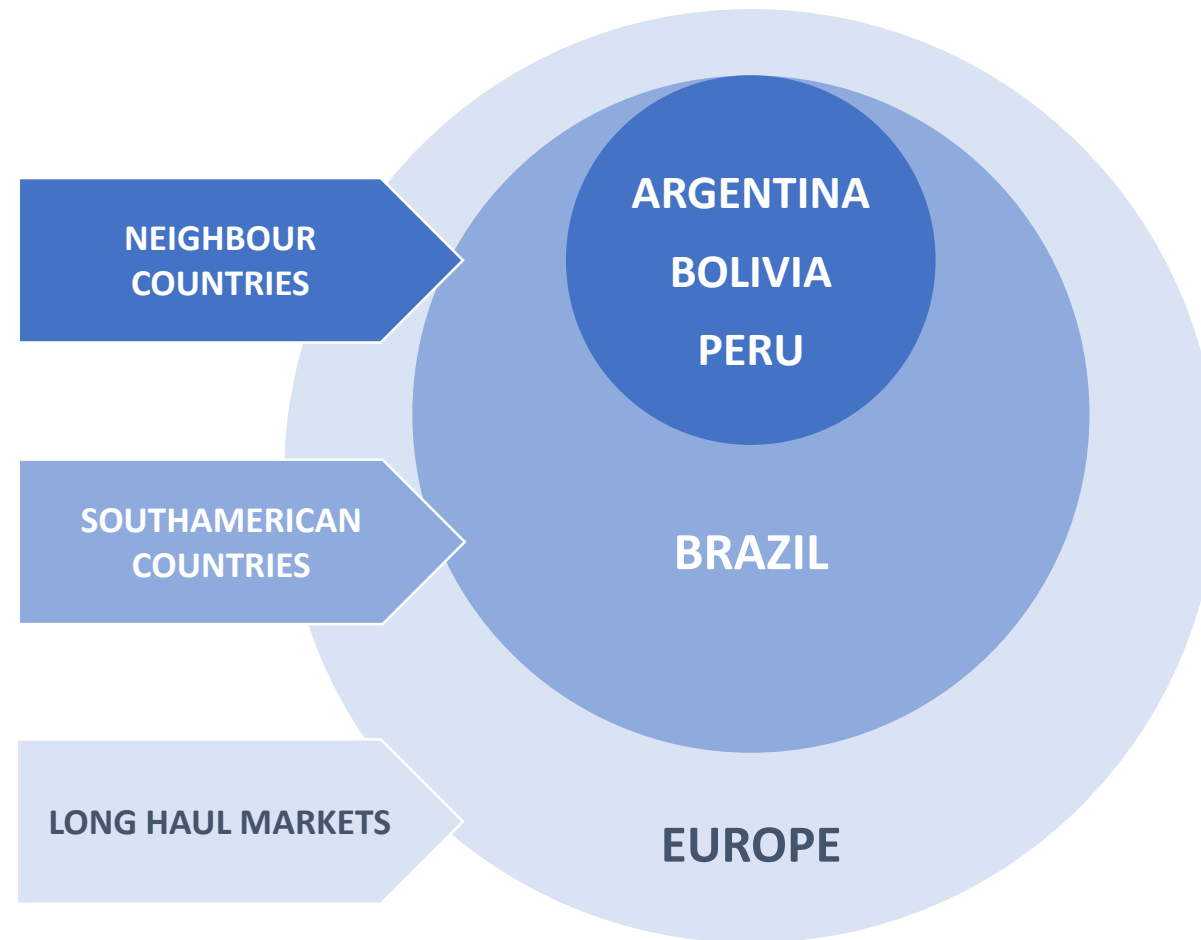 NEIGHBOUR
COUNTRIES
ARGENTINA
BOLIVIA
PERU
SOUTHAMERICAN
COUNTRIES
BRAZIL
LONG HAUL MARKETS
EUROPE